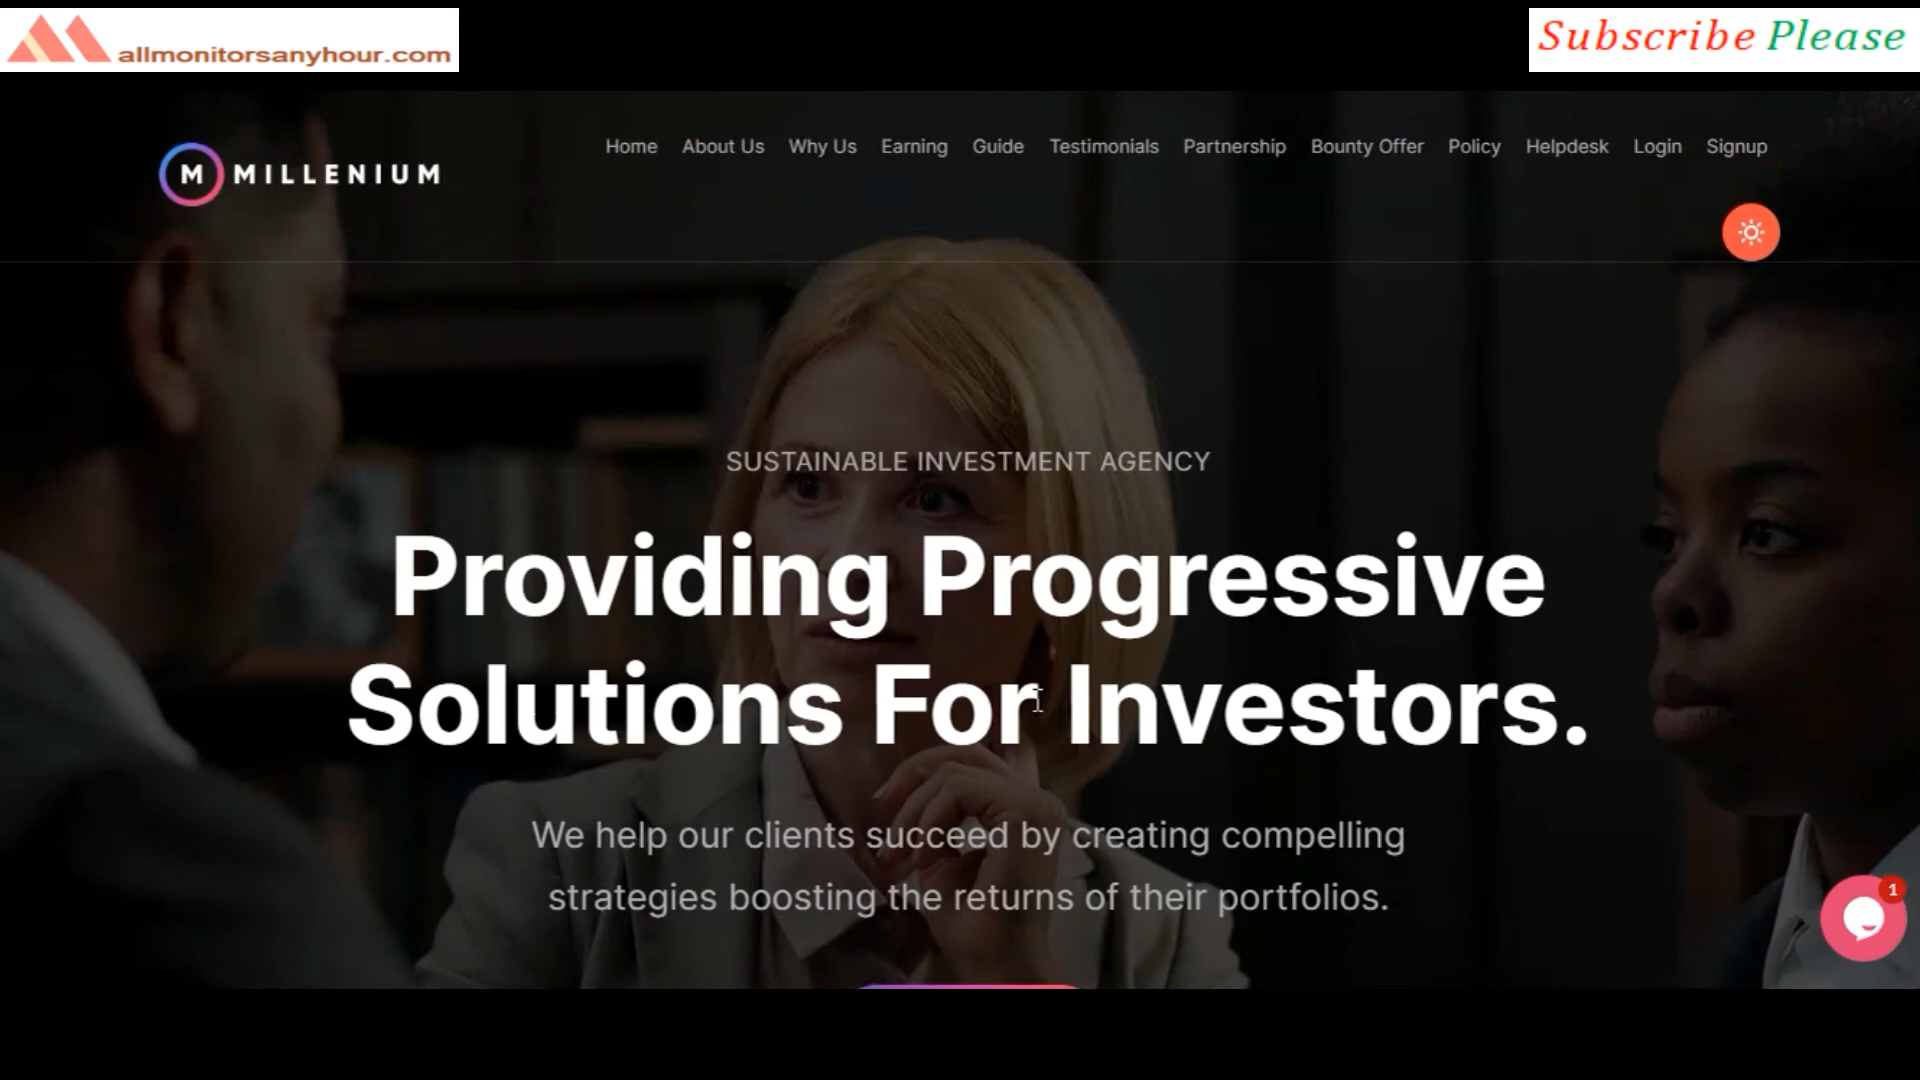 allmonitorsanyhour.com
Subscribe Please
M MILLENIUM
Home About Us Why Us Earning Guide Testimonials Partnership Bounty Offer Policy Helpdesk Login Signup
SUSTAINABLE INVESTMENT AGENCY
Providing Progressive
Solutions For Investors.
We help our clients succeed by creating compelling
strategies boosting the returns of their portfolios.
1